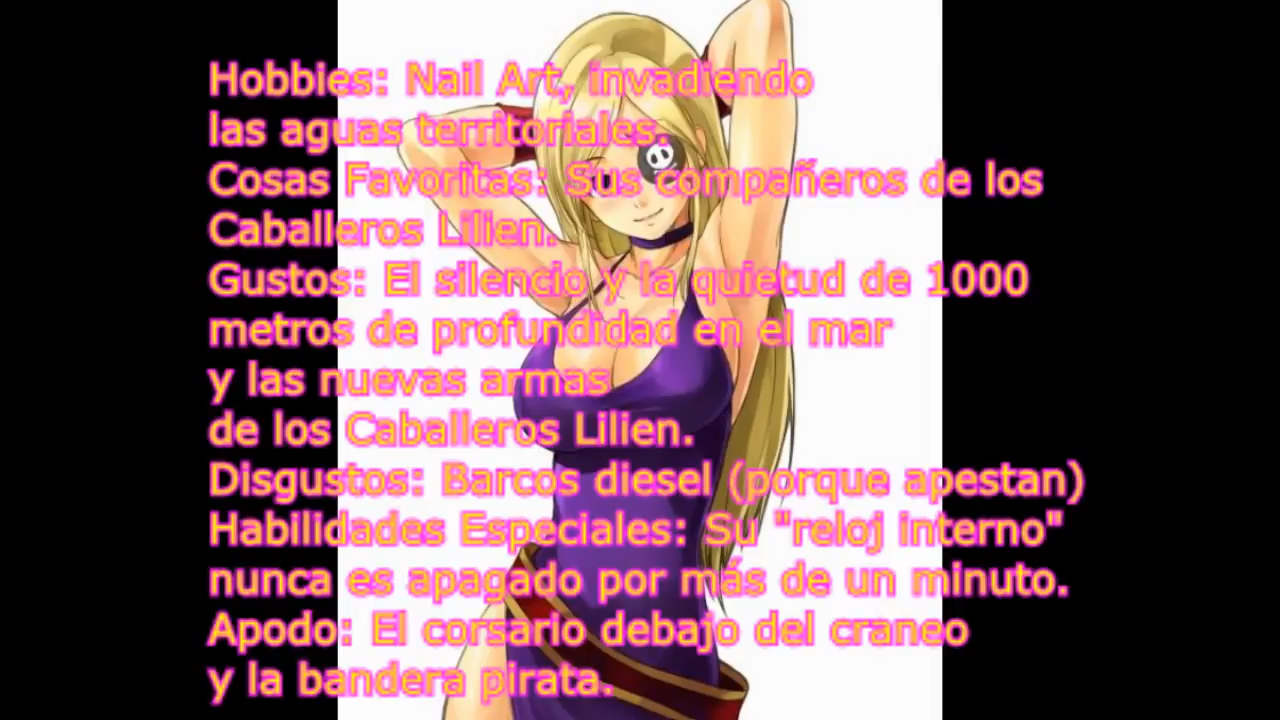 Hobbies: Nail Art, invadiendo
las aguas territoriales.
Cosas Favoritas: Sus compañeros de los
Caballeros Lilien.
Gustos: El silencio y la quietud de 1000
metros de profundidad en el mar
y las nuevas armas
de los Caballeros Lilien.
Disgustos: Barcos diesel (porque apestan)
Habilidades Especiales: Su "reloj interno"
nunca es apagado por más de un minuto.
Apodo: El corsario debajo del craneo
y la bandera pirata.